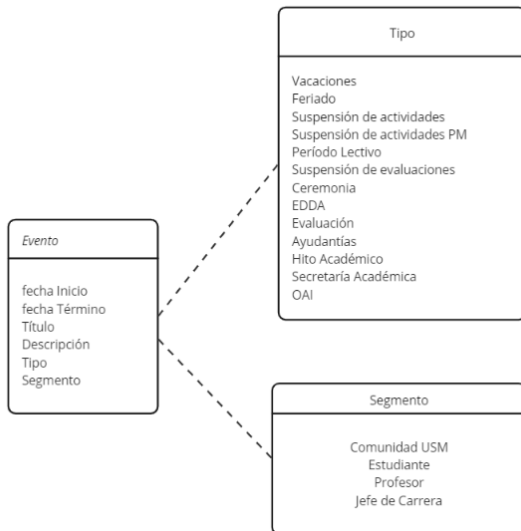 Tipo
Vacaciones
Feriado
Suspensión de actividades
Suspensión de actividades PM
Período Lectivo
Suspensión de evaluaciones
Ceremonia
EDDA
Evaluación
Ayudantías
Hito Académico
Secretaría Académica
OAI
Evento
fecha Inicio
fecha Término
Título
Descripción
Tipo
Segmento
Segmento
Comunidad USM
Estudiante
Profesor
Jefe de Carrera